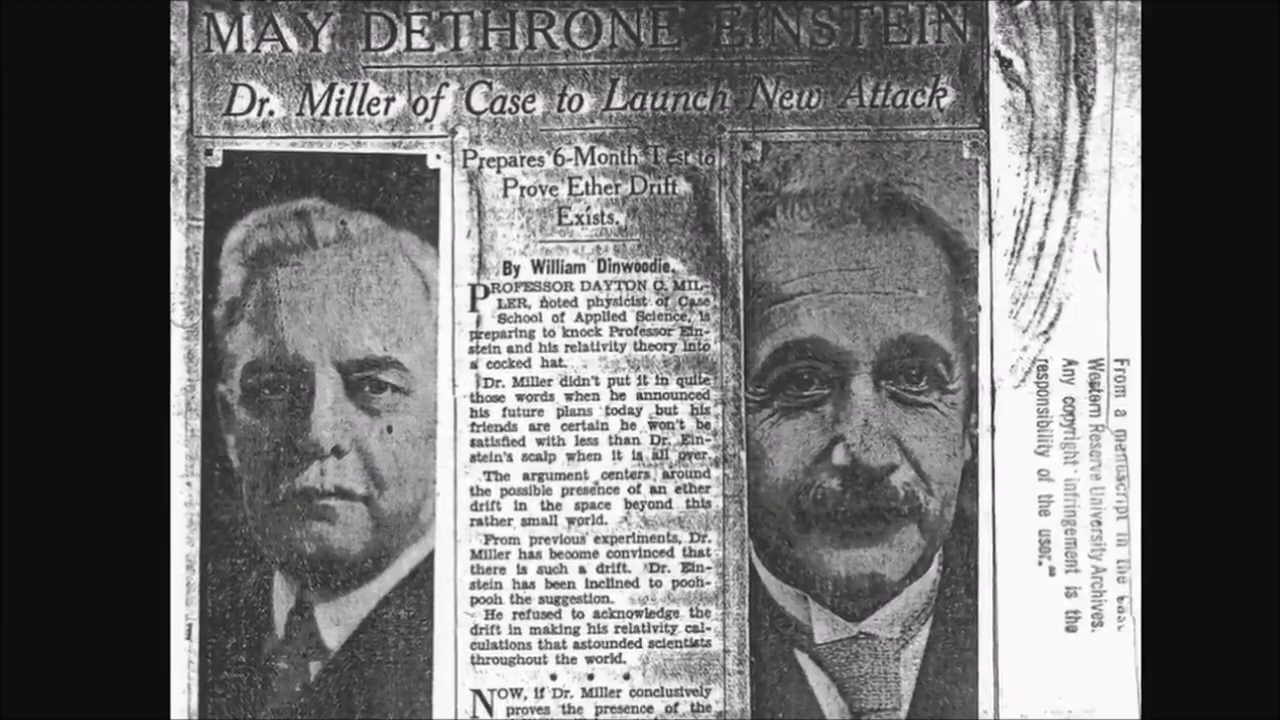 MAY DETHRONE EINSTEIN
Dr. Miller of Case to Launch New Attack
Prepares 6-Month Test to
Prove Ether Drift
Exists.
By William Dinwoodie.
PROFESSOR DAYTON C. MIL-
LER, noted physicist of Case
School of Applied Science, is
preparing to knock Professor Ein-
stein and his relativity theory into
a cocked hat.
Dr. Miller didn't put it in quite
those words when he announced
his future plans today but his
friends are certain he won't be
satisfied with less than Dr. Ein-
stein's scalp when it is all over.
The argument centers around
the possible presence of an ether
drift in the space beyond this
rather small world.
From previous experiments, Dr.
Miller has become convinced that
there is such a drift. Dr. Ein-
stein has been inclined to pooh-
pooh the suggestion.
He refused to acknowledge the
drift in making his relativity cal-
culations that astounded scientists
throughout the world.
NOW, if Dr. Miller conclusively
proves the presence of the
From a manuscript in the Case
Western Reserve University Archives.
Any copyright infringement is the
responsibility of the user."